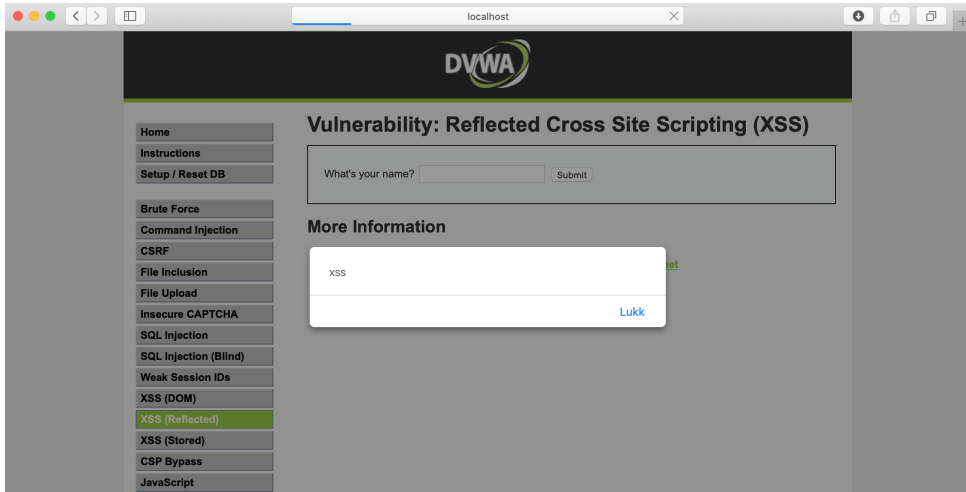 localhost
DVWA
Vulnerability: Reflected Cross Site Scripting (XSS)
Home
Instructions
Setup / Reset DB
Brute Force
Command Injection
CSRF
File Inclusion
File Upload
Insecure CAPTCHA
SQL Injection
SQL Injection (Blind)
Weak Session IDs
XSS (DOM)
XSS (Reflected)
XSS (Stored)
CSP Bypass
JavaScript
What's your name?
Submit
More Information
xss
Lukk